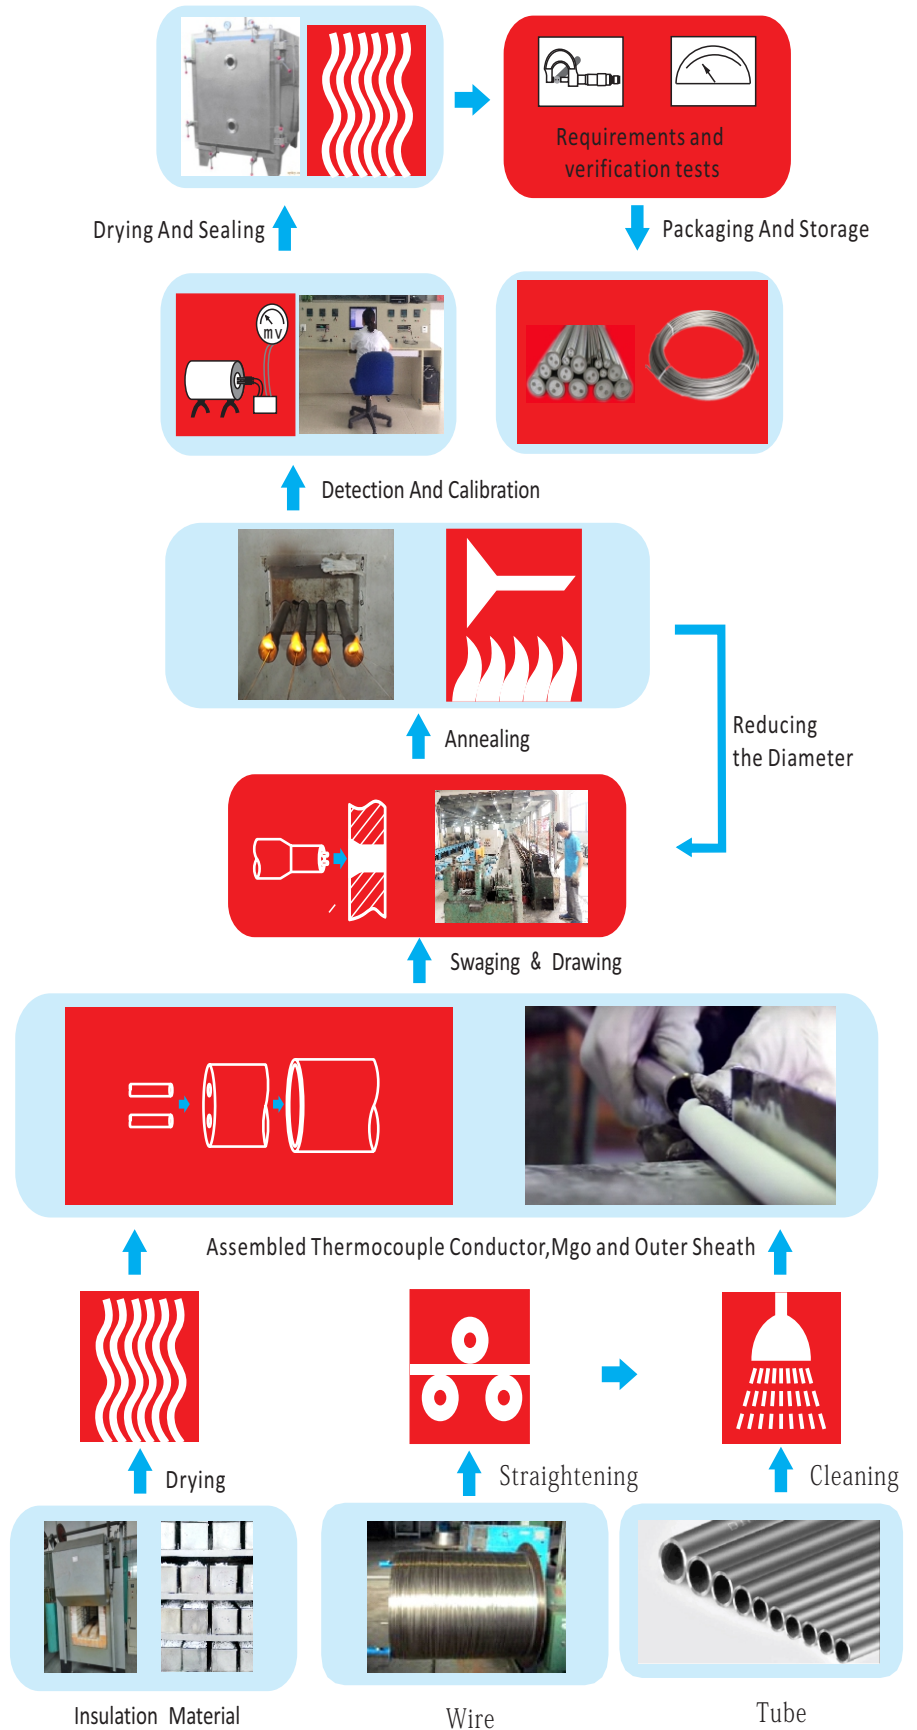 Requirements and
verification tests
Drying And Sealing
Packaging And Storage
mv
Detection And Calibration
Annealing
Reducing
the Diameter
Swaging & Drawing
Assembled Thermocouple Conductor,Mgo and Outer Sheath
Drying
Straightening
Cleaning
Insulation Material
Wire
Tube